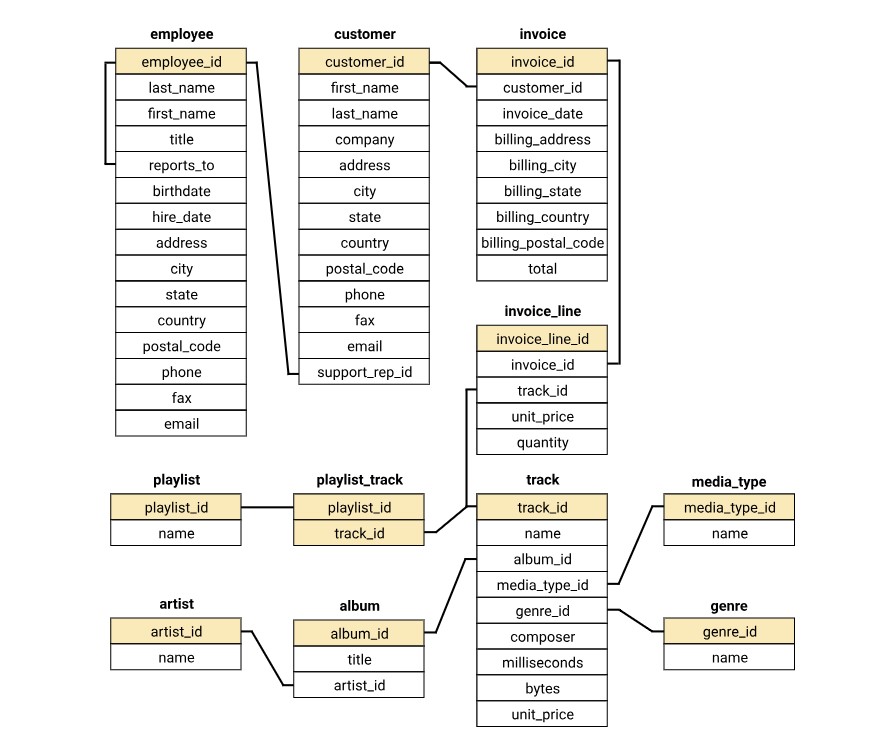 employee
employee_id
last_name
first_name
title
reports_to
birthdate
hire_date
address
city
state
country
postal_code
phone
fax
email
customer
customer_id
first_name
last_name
company
address
city
state
country
postal_code
phone
fax
email
support_rep_id
invoice
invoice_id
customer_id
invoice_date
billing_address
billing_city
billing_state
billing_country
billing_postal_code
total
invoice_line
invoice_line_id
invoice_id
track_id
unit_price
quantity
playlist
playlist_id
name
playlist_track
playlist_id
track_id
track
track_id
name
album_id
media_type_id
genre_id
composer
milliseconds
bytes
unit_price
media_type
media_type_id
name
artist
artist_id
name
album
album_id
title
artist_id
genre
genre_id
name